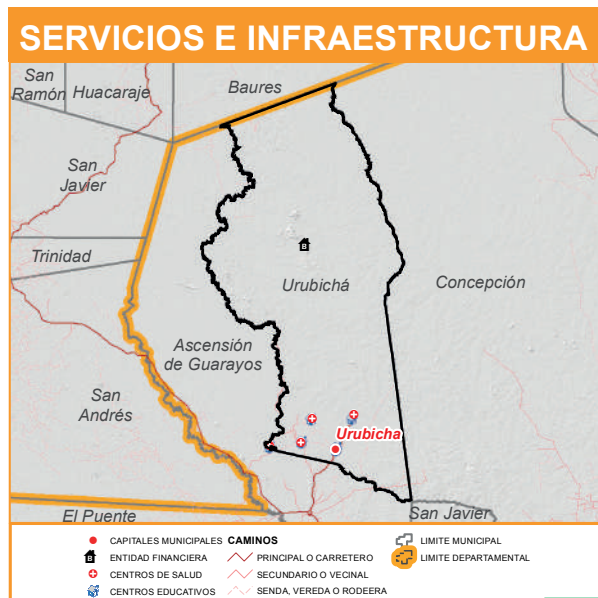 SERVICIOS E INFRAESTRUCTURA
San
Ramón
Huacaraje
Baures
San
Javier
Trinidad
Urubichá
Concepción
Ascensión
de Guarayos
San
Andrés
Urubicha
El Puente
San Javier
CAPITALES MUNICIPALES
B ENTIDAD FINANCIERA
CENTROS DE SALUD
CENTROS EDUCATIVOS
CAMINOS
PRINCIPAL O CARRETERO
SECUNDARIO O VECINAL
SENDA, VEREDA O RODEERA
LIMITE MUNICIPAL
LIMITE DEPARTAMENTAL